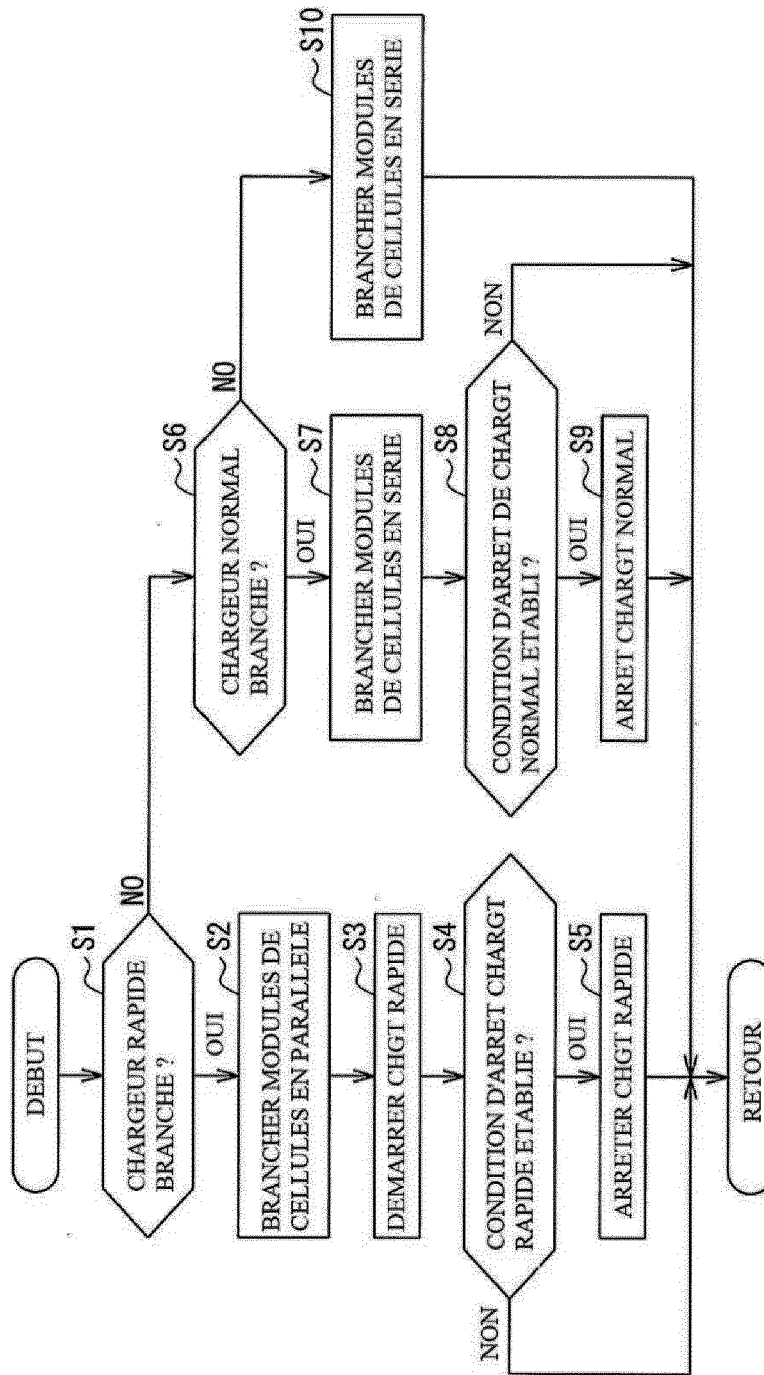 DEBUT
S1
CHARGEUR RAPIDE
BRANCHE ?
NO
OUI
S2
BRANCHER MODULES DE
CELLULES EN PARALLELE
S3
DEMARRER CHGT RAPIDE
S4
CONDITION D'ARRET CHARGT
RAPIDE ETABLIE ?
NON
OUI
S5
ARRETER CHGT RAPIDE
RETOUR
S6
CHARGEUR NORMAL
BRANCHE ?
NO
OUI
S7
BRANCHER MODULES
DE CELLULES EN SERIE
S8
CONDITION D'ARRET DE CHARGT
NORMAL ETABLI ?
NON
OUI
S9
ARRET CHARGT NORMAL
S10
BRANCHER MODULES
DE CELLULES EN SERIE